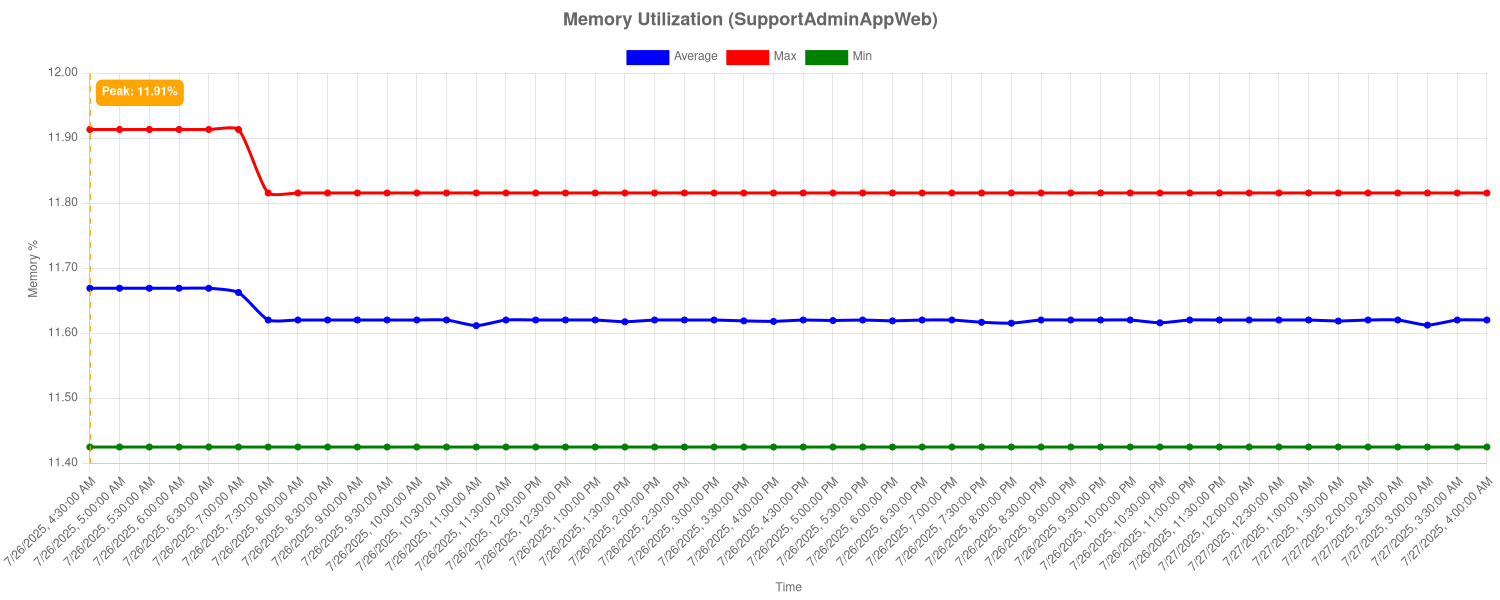 Memory Utilization (SupportAdminAppWeb)
Average Max Min
Peak: 11.91%
12.00
11.90
11.80
11.70
11.60
11.50
11.40
Memory %
7/26/2025, 4:30:00 AM
7/26/2025, 5:00:00 AM
7/26/2025, 5:30:00 AM
7/26/2025, 6:00:00 AM
7/26/2025, 6:30:00 AM
7/26/2025, 7:00:00 AM
7/26/2025, 7:30:00 AM
7/26/2025, 8:00:00 AM
7/26/2025, 8:30:00 AM
7/26/2025, 9:00:00 AM
7/26/2025, 9:30:00 AM
7/26/2025, 10:00:00 AM
7/26/2025, 10:30:00 AM
7/26/2025, 11:00:00 AM
7/26/2025, 11:30:00 AM
7/26/2025, 12:00:00 PM
7/26/2025, 12:30:00 PM
7/26/2025, 1:00:00 PM
7/26/2025, 1:30:00 PM
7/26/2025, 2:00:00 PM
7/26/2025, 2:30:00 PM
7/26/2025, 3:00:00 PM
7/26/2025, 3:30:00 PM
7/26/2025, 4:00:00 PM
7/26/2025, 4:30:00 PM
7/26/2025, 5:00:00 PM
7/26/2025, 5:30:00 PM
7/26/2025, 6:00:00 PM
7/26/2025, 6:30:00 PM
7/26/2025, 7:00:00 PM
7/26/2025, 7:30:00 PM
7/26/2025, 8:00:00 PM
7/26/2025, 8:30:00 PM
7/26/2025, 9:00:00 PM
7/26/2025, 9:30:00 PM
7/26/2025, 10:00:00 PM
7/26/2025, 10:30:00 PM
7/26/2025, 11:00:00 PM
7/26/2025, 11:30:00 PM
7/27/2025, 12:00:00 AM
7/27/2025, 12:30:00 AM
7/27/2025, 1:00:00 AM
7/27/2025, 1:30:00 AM
7/27/2025, 2:00:00 AM
7/27/2025, 2:30:00 AM
7/27/2025, 3:00:00 AM
7/27/2025, 3:30:00 AM
7/27/2025, 4:00:00 AM
Time